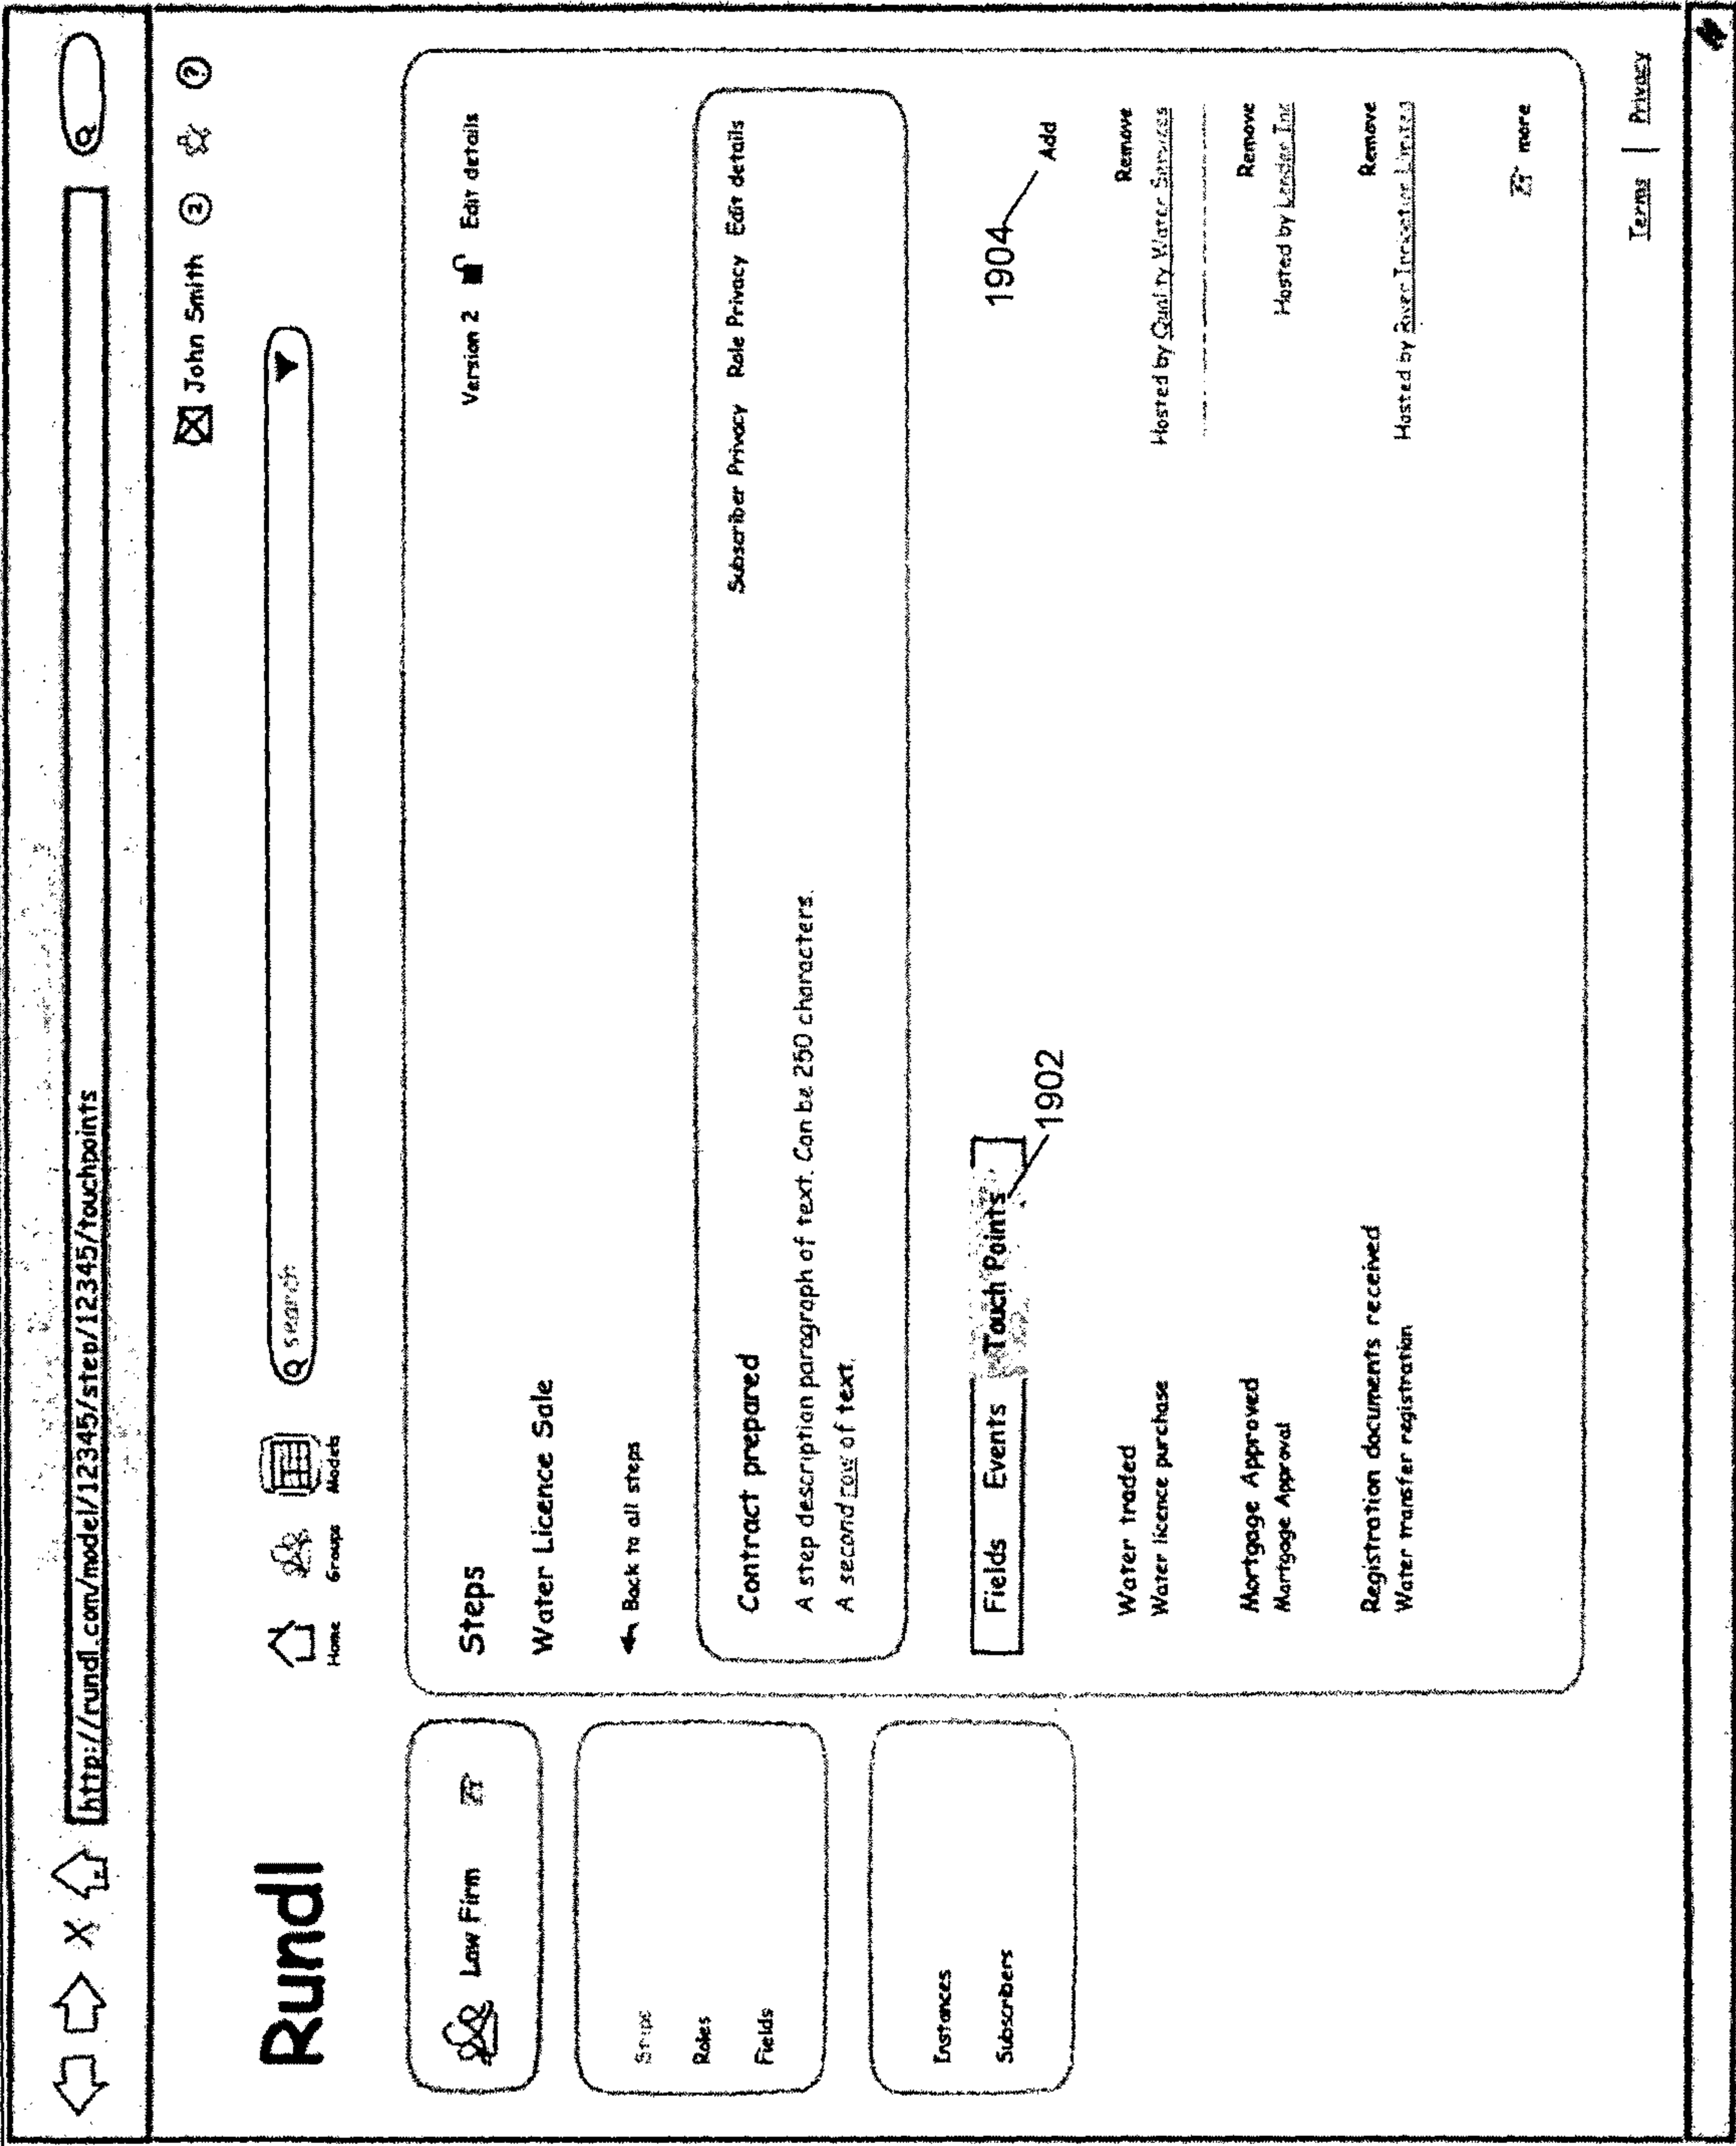 http://rundl.com/model/12345/step/12345/touchpoints
John Smith 2 ?
Rundl
Home Groups Models
search
Law Firm
Steps
Version 2 Edit details
Water Licence Sale
Back to all steps
Steps
Roles
Fields
Contract prepared
Subscriber Privacy Role Privacy Edit details
A step description paragraph of text. Can be 250 characters.
A second row of text.
Instances
Subscribers
Fields Events Touch Points
1902
1904
Add
Water traded Remove
Water licence purchase Hosted by Quality Water Services
Mortgage Approved Remove
Mortgage Approval Hosted by Lender Inc
Registration documents received Remove
Water transfer registration Hosted by River Irrigation Limited
more
Terms | Privacy